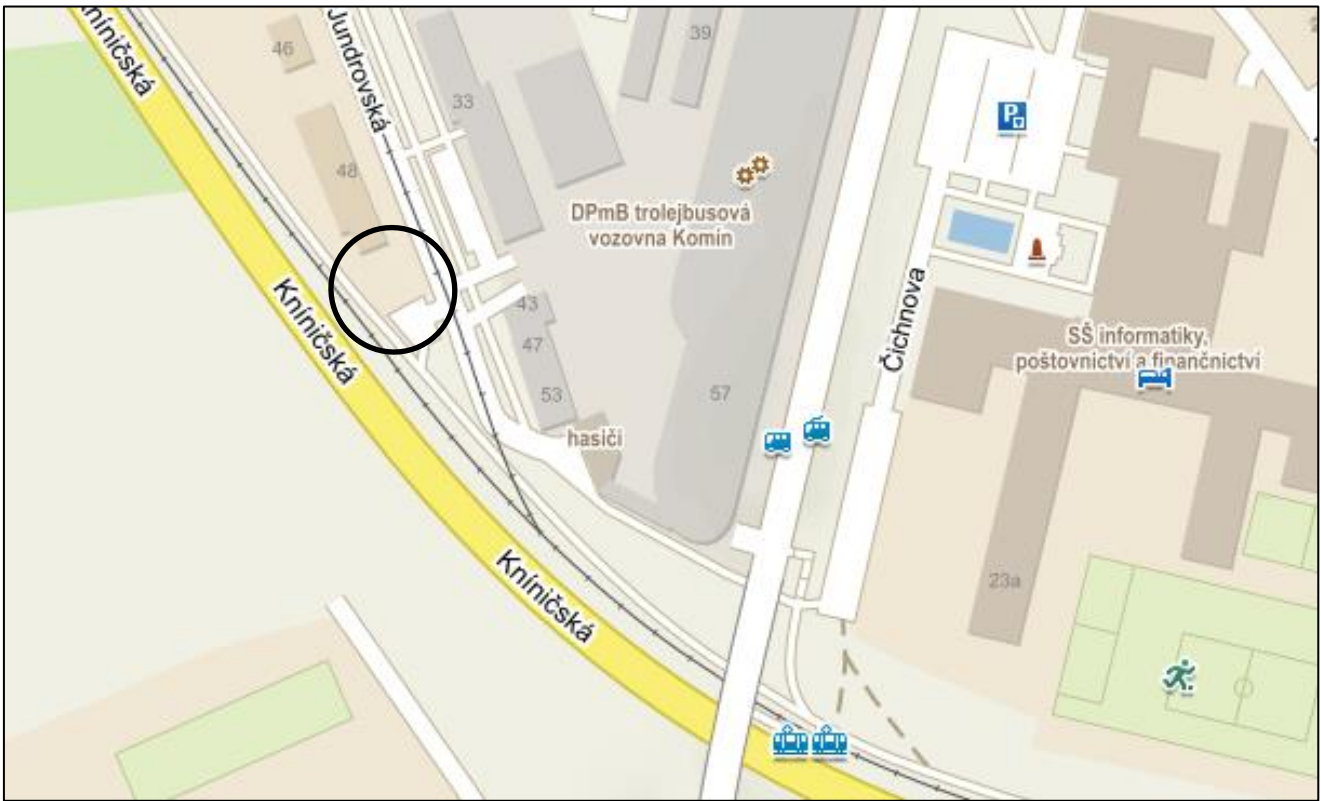 Kníničská
Jundrovská
46
39
33
48
P
DPmB trolejbusová
vozovna Komín
Čichnova
Kníničská
43
47
53
57
SŠ informatiky,
poštovnictví a finančnictví
hasiči
Kníničská
23a